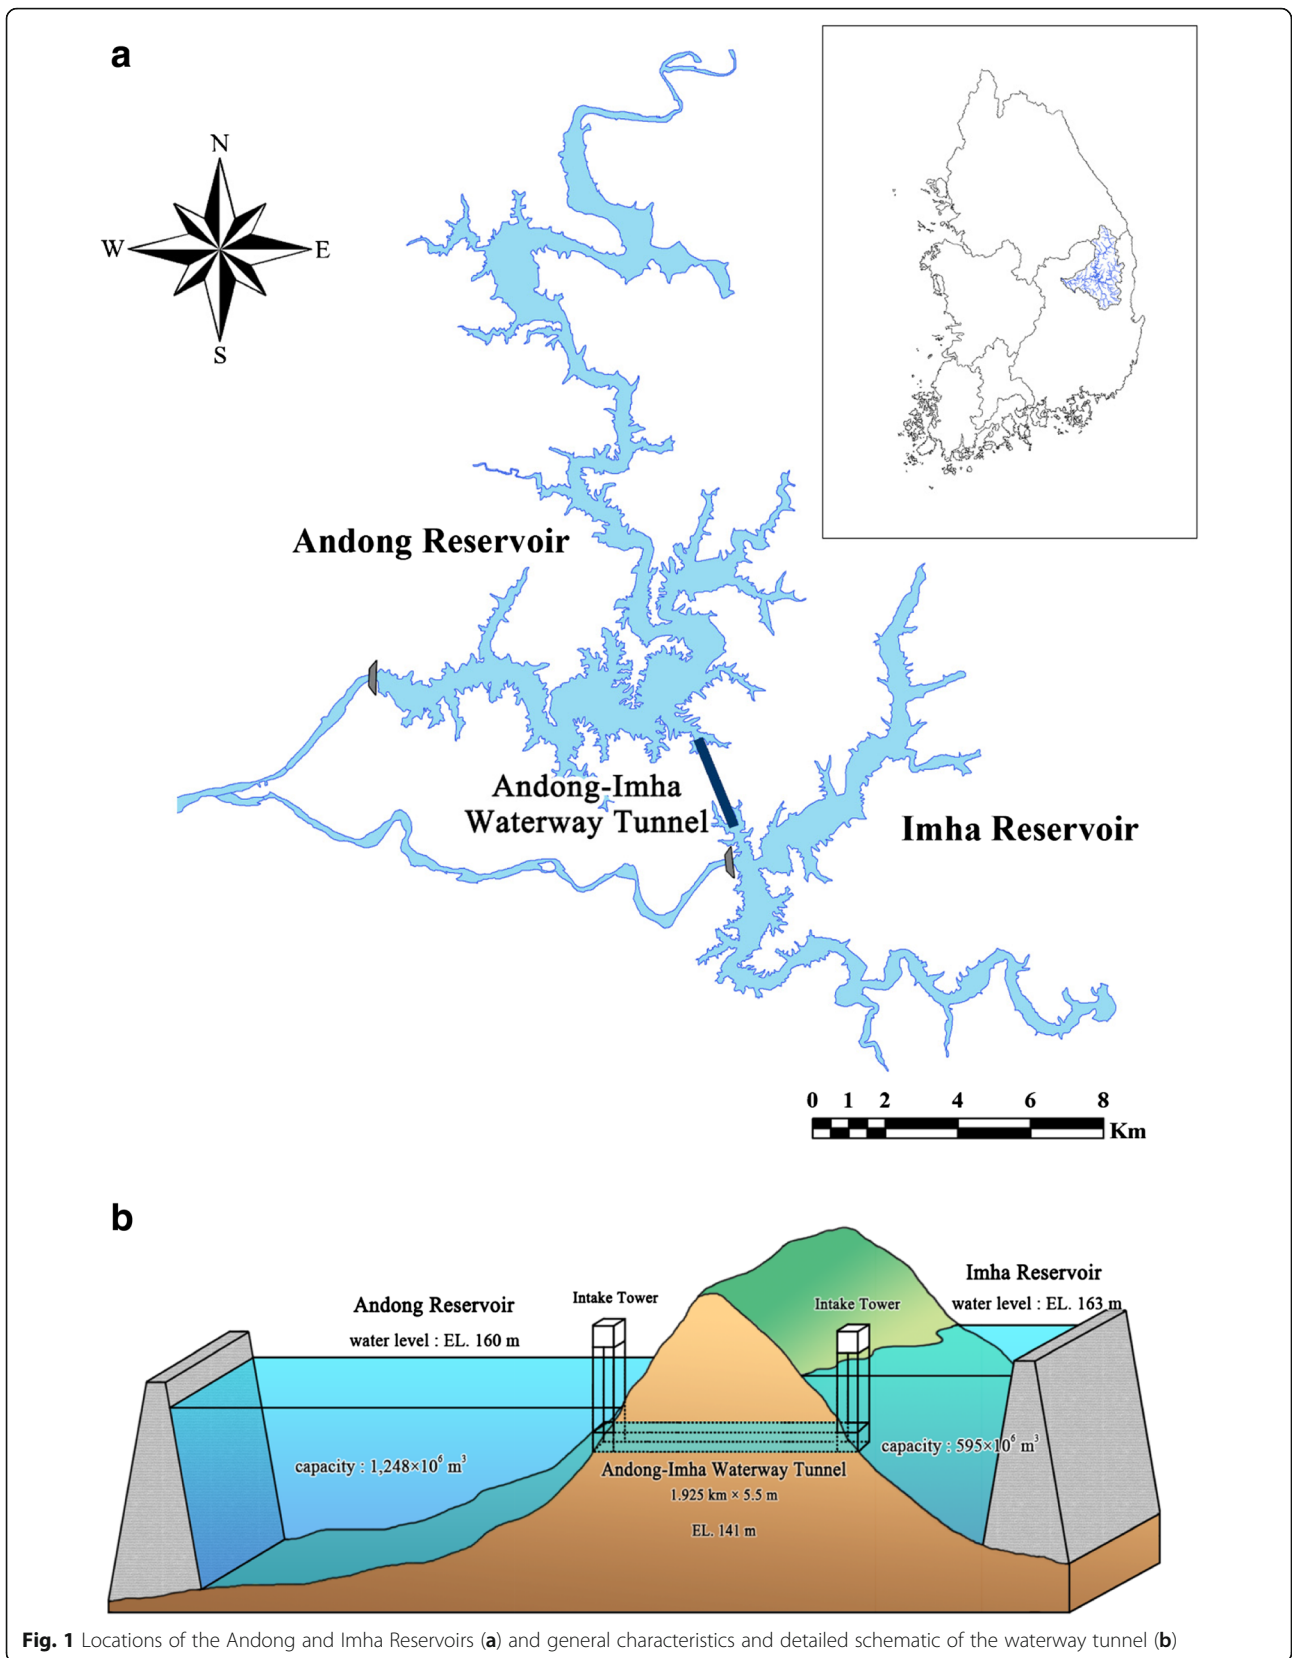 a
N
W
E
S
Andong Reservoir
Andong-Imha
Waterway Tunnel
Imha Reservoir
0 1 2 4 6 8
Km
b
Andong Reservoir
water level : EL. 160 m
Intake Tower
Intake Tower
Imha Reservoir
water level : EL. 163 m
capacity : 1,248×10⁶ m³
capacity : 595×10⁶ m³
Andong-Imha Waterway Tunnel
1.925 km × 5.5 m
EL. 141 m
Fig. 1 Locations of the Andong and Imha Reservoirs (a) and general characteristics and detailed schematic of the waterway tunnel (b)